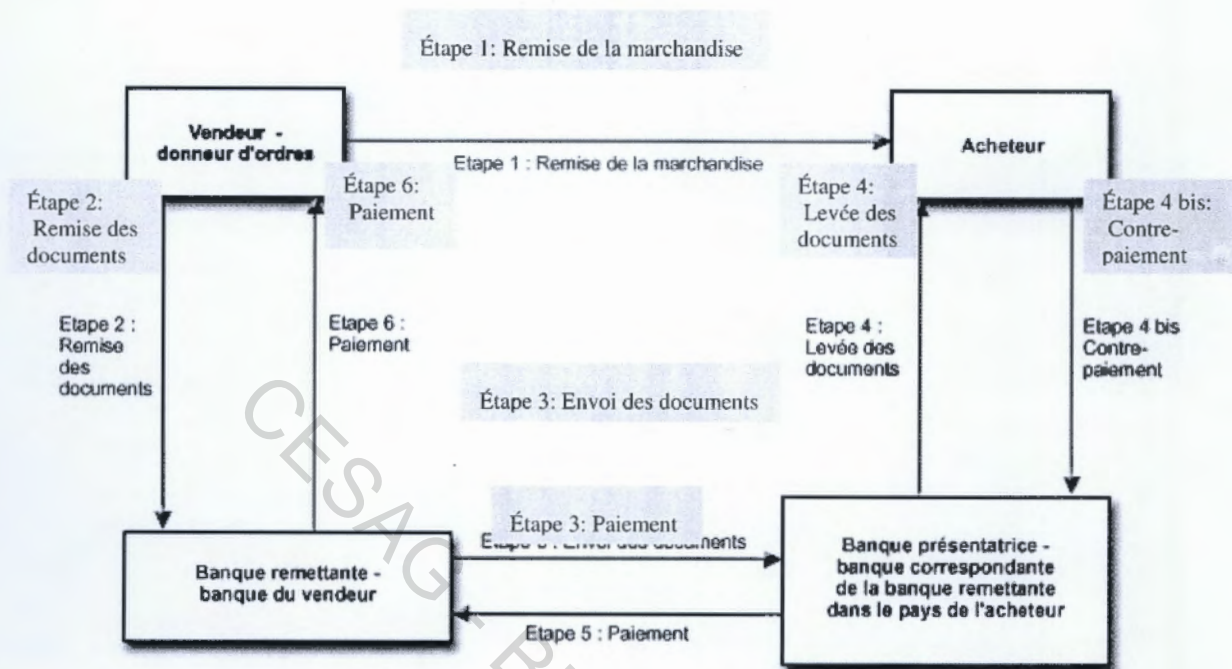 Étape 1: Remise de la marchandise
Vendeur -
donneur d'ordres
Acheteur
Etape 1 : Remise de la marchandise
Étape 2:
Remise des
documents
Étape 6:
Paiement
Étape 4:
Levée des
documents
Étape 4 bis:
Contre-
paiement
Etape 2 :
Remise
des
documents
Etape 6 :
Paiement
Etape 4 :
Levée des
documents
Etape 4 bis
Contre-
paiement
Étape 3: Envoi des documents
Étape 3: Paiement
Envoi des documents
Banque remettante -
banque du vendeur
Banque présentatrice -
banque correspondante
de la banque remettante
dans le pays de l'acheteur
Etape 5 : Paiement
CESAG -